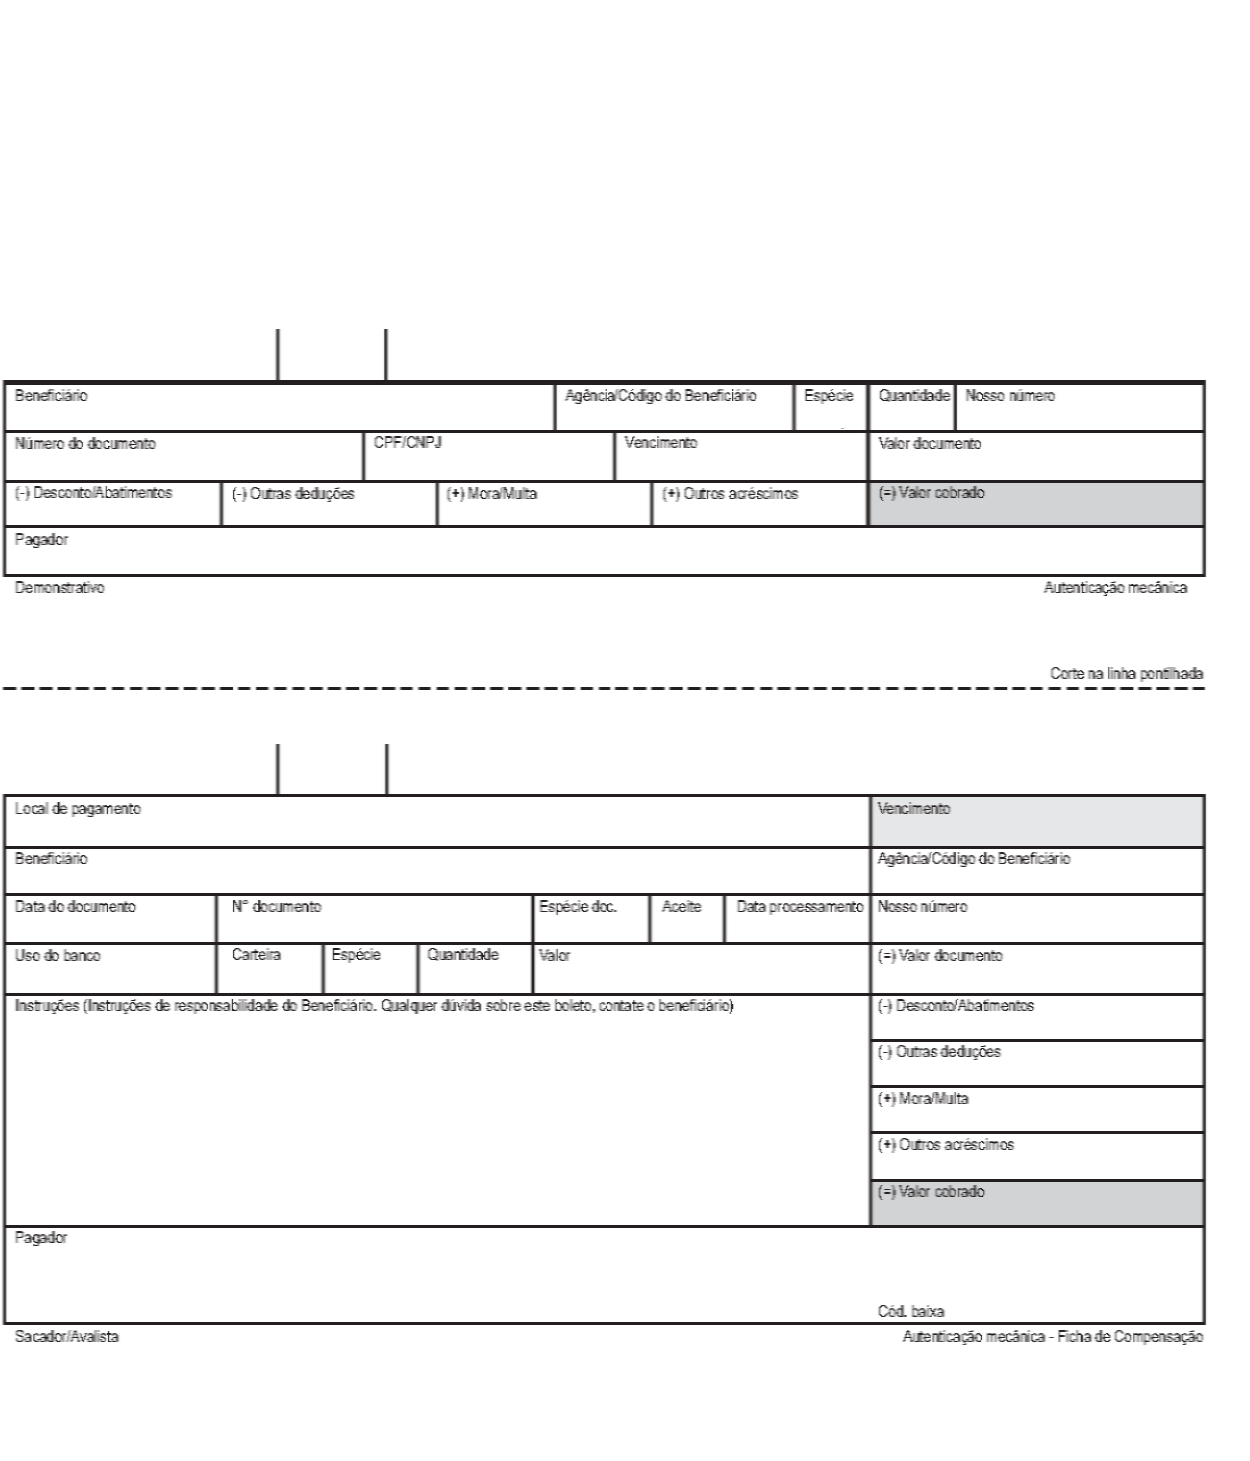 Beneficiário Agência/Código do Beneficiário Espécie Quantidade Nosso número
Número do documento CPF/CNPJ Vencimento Valor documento
(-) Desconto/Abatimentos (-) Outras deduções (+) Mora/Multa (+) Outros acréscimos (=) Valor cobrado
Pagador
Demonstrativo Autenticação mecânica
Corte na linha pontilhada
Local de pagamento Vencimento
Beneficiário Agência/Código do Beneficiário
Data do documento N° documento Espécie doc. Aceite Data processamento Nosso número
Uso do banco Carteira Espécie Quantidade Valor (=) Valor documento
Instruções (Instruções de responsabilidade do Beneficiário. Qualquer dúvida sobre este boleto, contate o beneficiário) (-) Desconto/Abatimentos
(-) Outras deduções
(+) Mora/Multa
(+) Outros acréscimos
(=) Valor cobrado
Pagador
Cód. baixa
Sacador/Avalista Autenticação mecânica - Ficha de Compensação